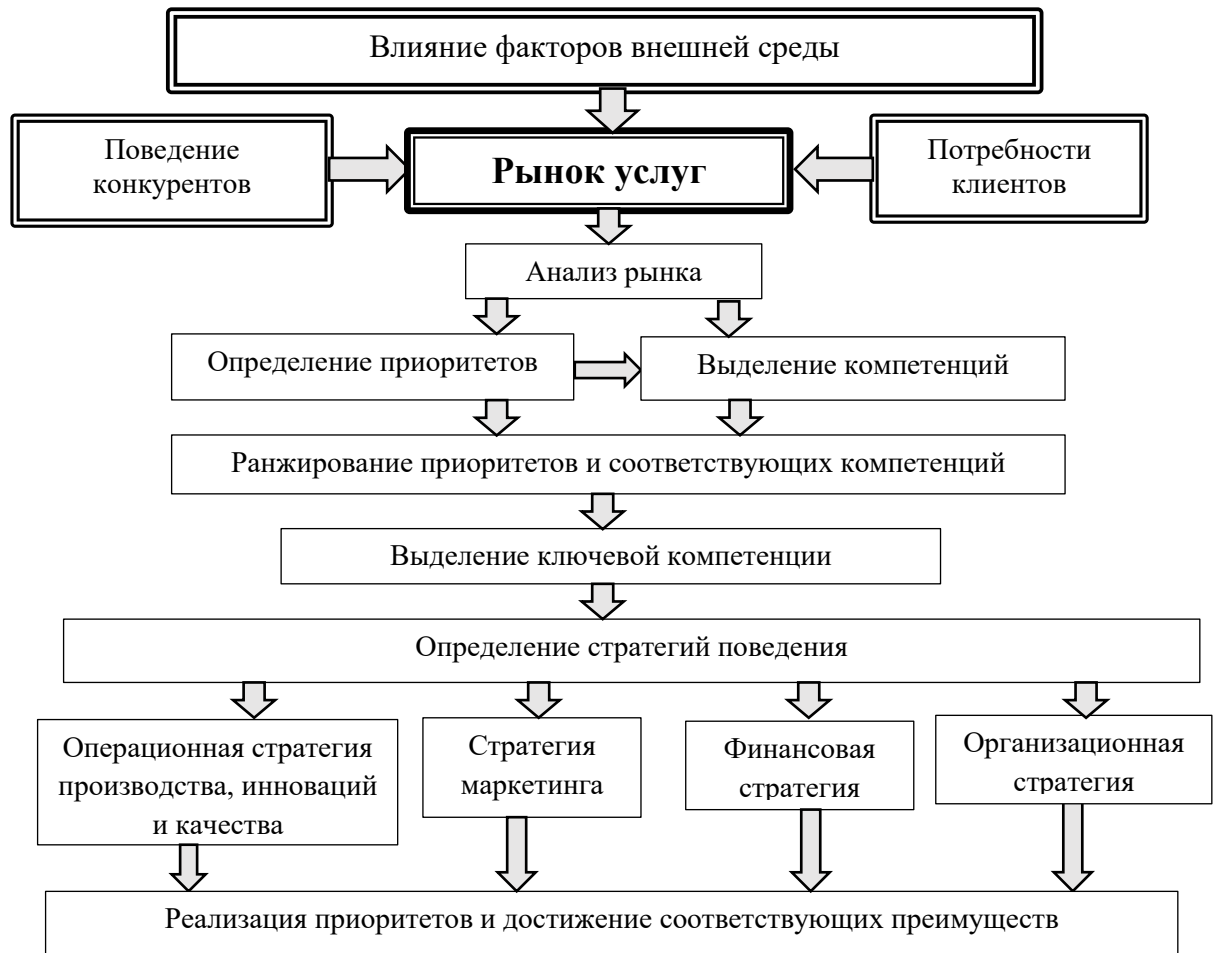 Влияние факторов внешней среды
Поведение
конкурентов
Рынок услуг
Потребности
клиентов
Анализ рынка
Определение приоритетов
Выделение компетенций
Ранжирование приоритетов и соответствующих компетенций
Выделение ключевой компетенции
Определение стратегий поведения
Операционная стратегия
производства, инноваций
и качества
Стратегия
маркетинга
Финансовая
стратегия
Организационная
стратегия
Реализация приоритетов и достижение соответствующих преимуществ